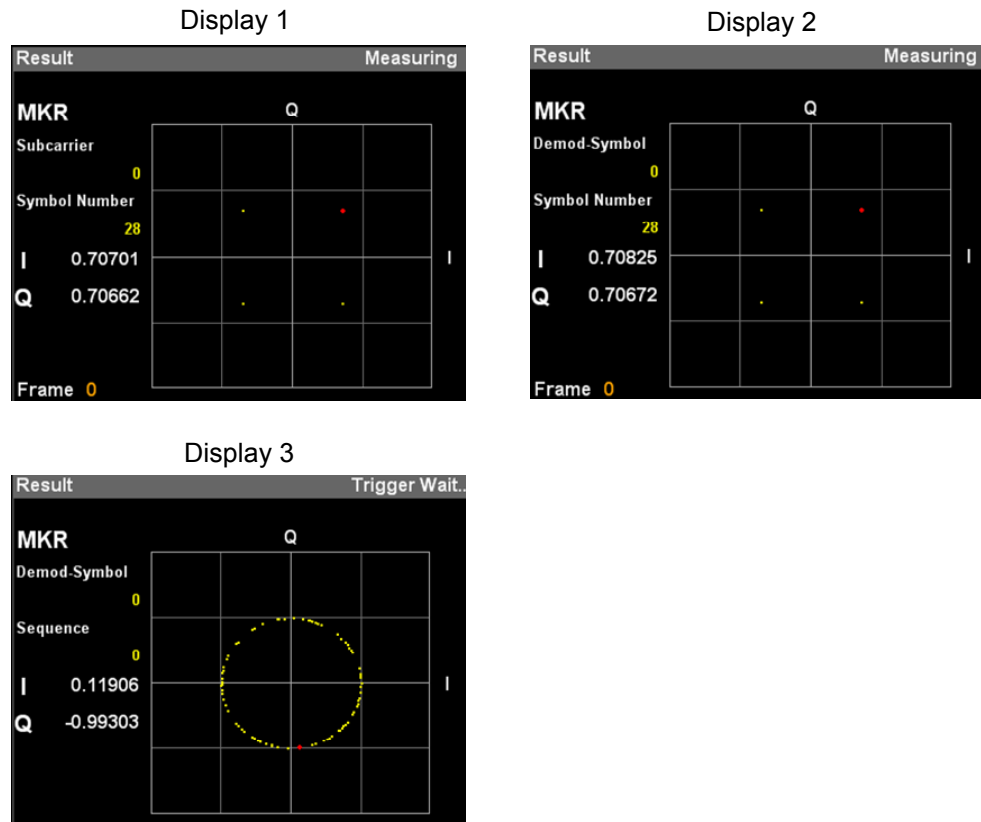 Display 1
Result Measuring
MKR
Q
Subcarrier
0
Symbol Number
28
I 0.70701
I
Q 0.70662
Frame 0
Display 2
Result Measuring
MKR
Q
Demod-Symbol
0
Symbol Number
28
I 0.70825
I
Q 0.70672
Frame 0
Display 3
Result Trigger Wait..
MKR
Q
Demod-Symbol
0
Sequence
0
I 0.11906
I
Q -0.99303